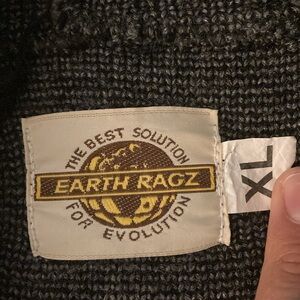 THE BEST SOLUTION
EARTH RAGZ
FOR EVOLUTION
XL